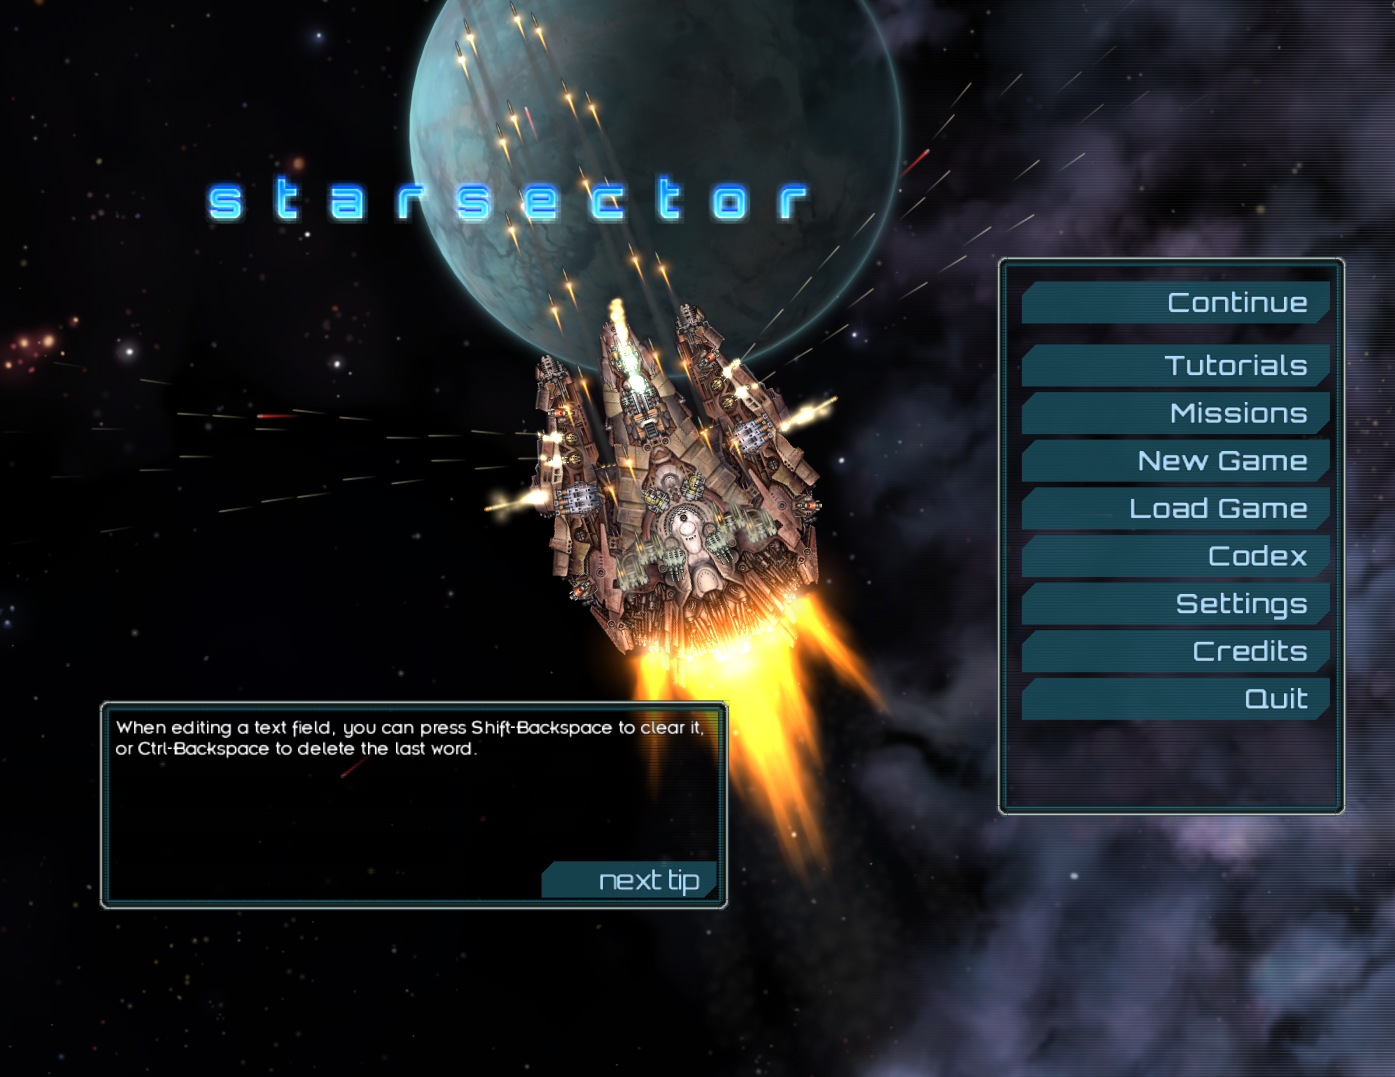 starsector
Continue
Tutorials
Missions
New Game
Load Game
Codex
Settings
Credits
Quit
When editing a text field, you can press Shift-Backspace to clear it,
or Ctrl-Backspace to delete the last word.
next tip